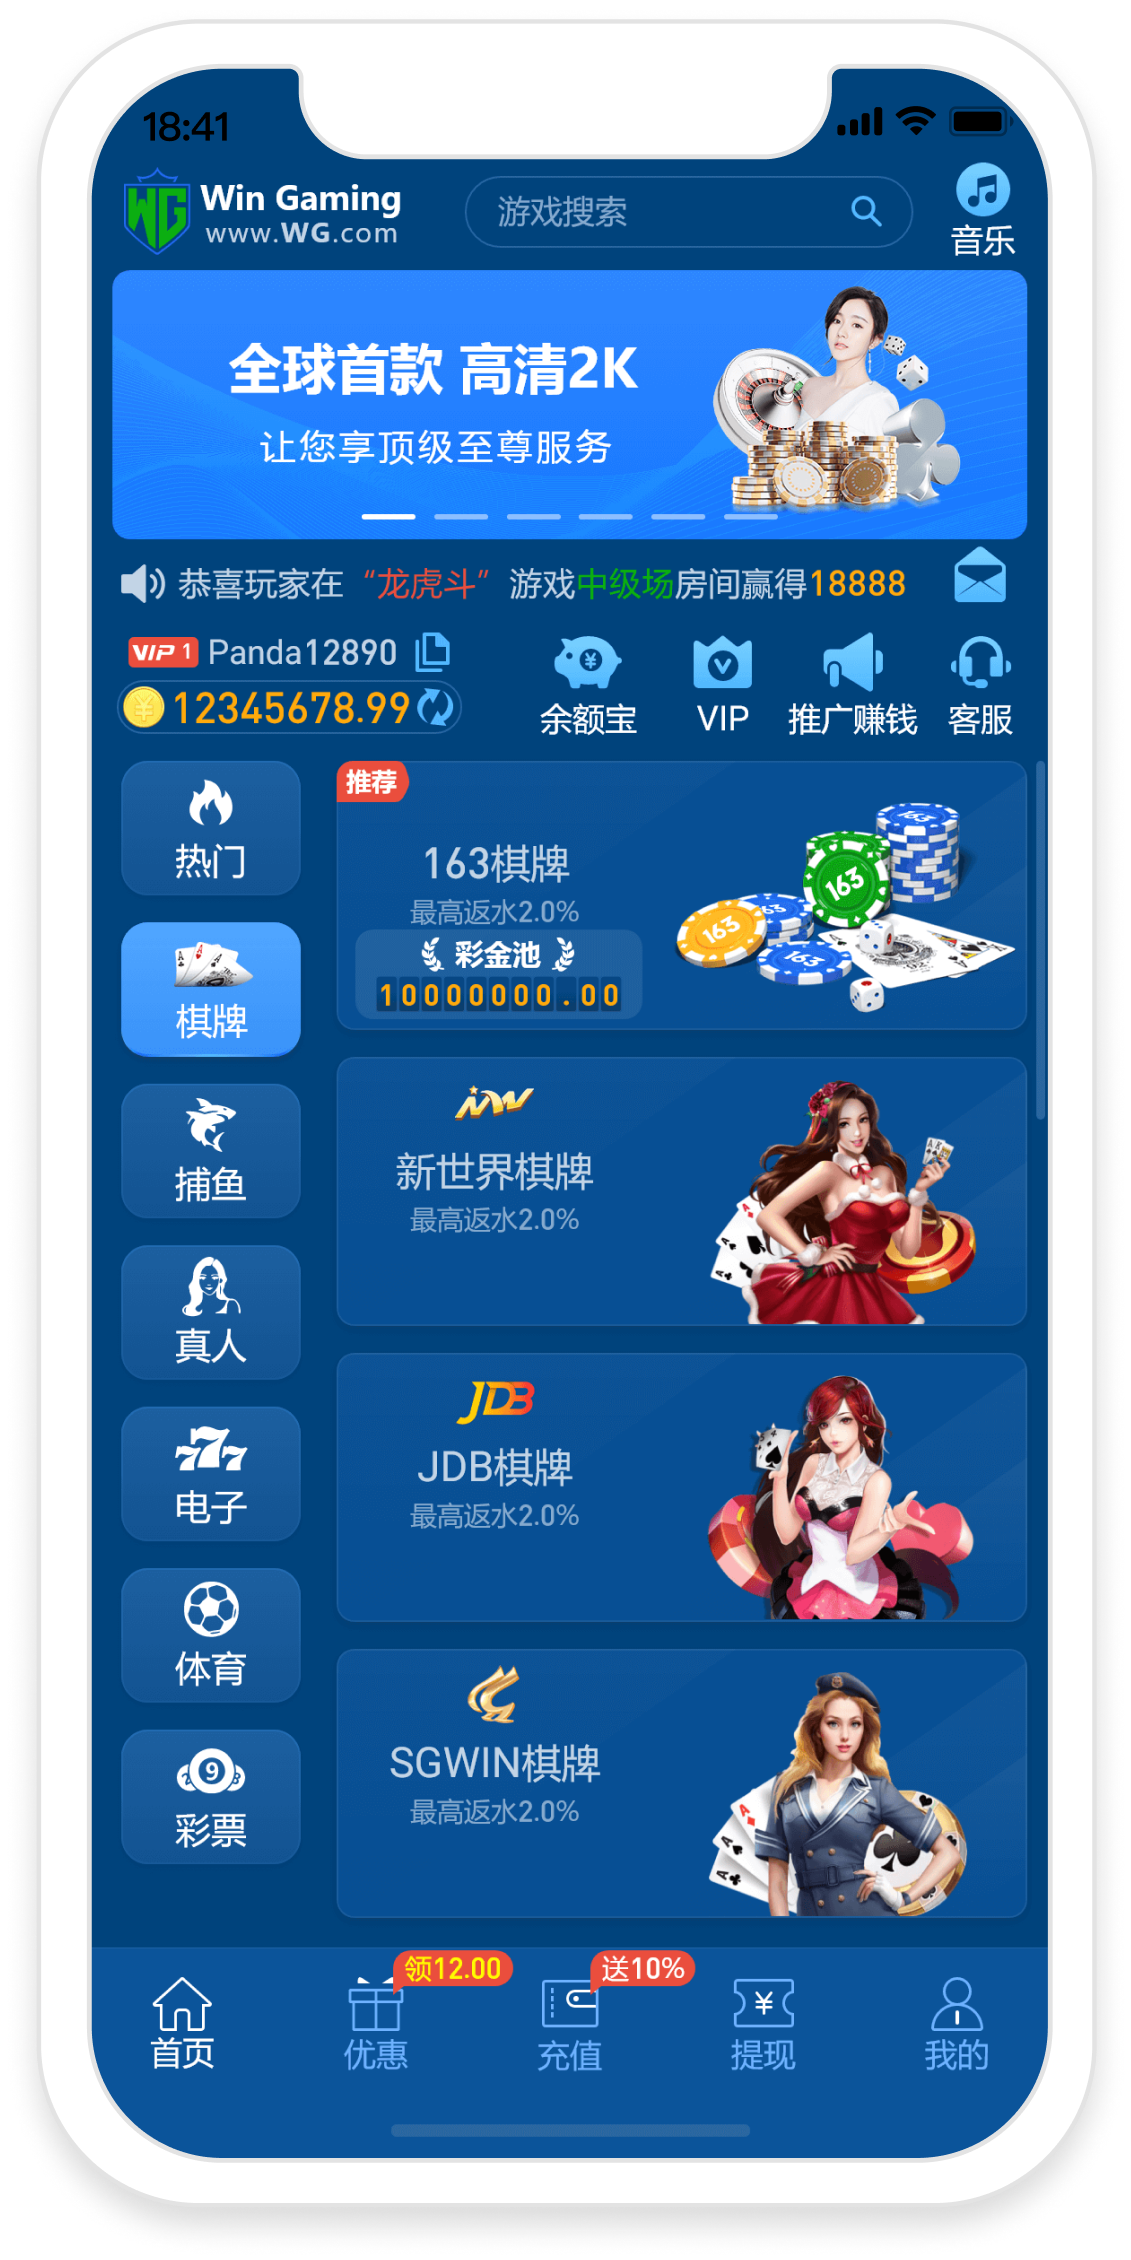 18:41
Win Gaming
www.WG.com
游戏搜索
音乐
全球首款 高清2K
让您享顶级至尊服务
恭喜玩家在 “龙虎斗” 游戏中级场房间赢得18888
VIP 1 Panda12890
¥ 12345678.99
余额宝
VIP
推广赚钱
客服
热门
棋牌
捕鱼
真人
电子
体育
彩票
推荐
163棋牌
最高返水2.0%
彩金池
10000000.00
163
163
163
163
163
新世界棋牌
最高返水2.0%
JDB
JDB棋牌
最高返水2.0%
SGWIN棋牌
最高返水2.0%
领12.00
送10%
首页
优惠
充值
提现
我的